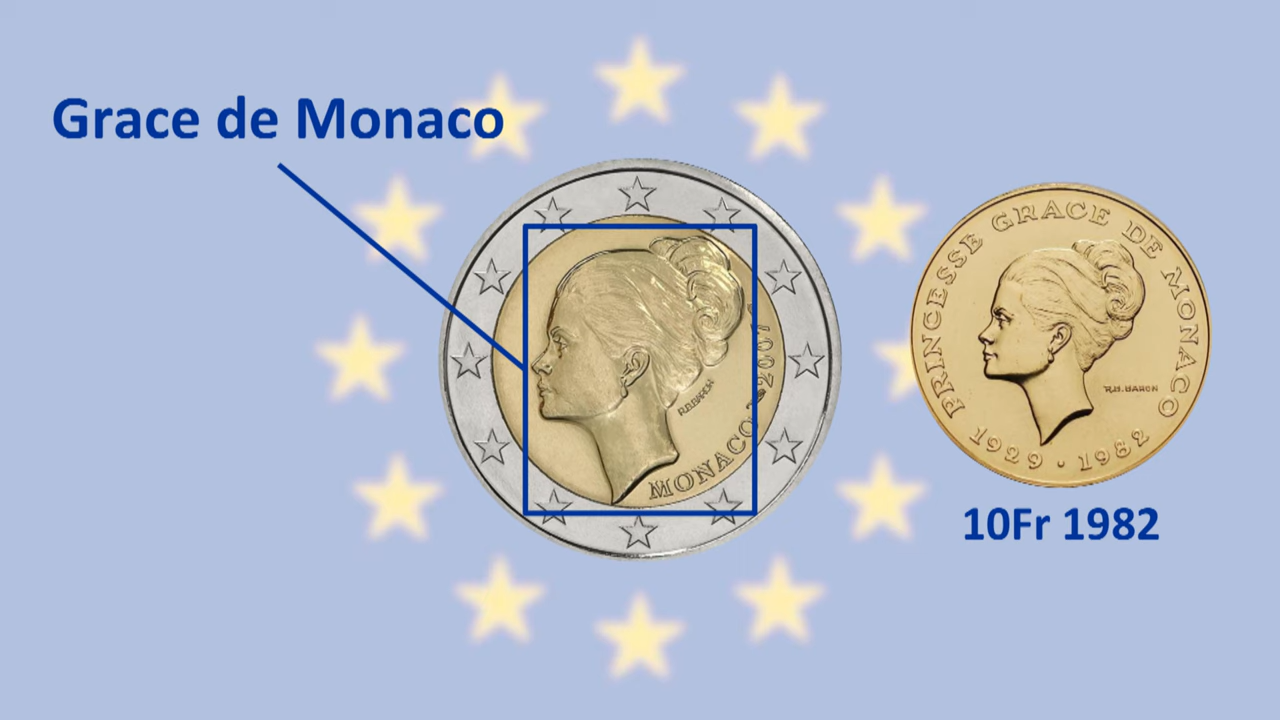 Grace de Monaco
MONACO 2007
R.B.BARON
PRINCESSE GRACE DE MONACO
R.B. BARON
1929 · 1982
10Fr 1982